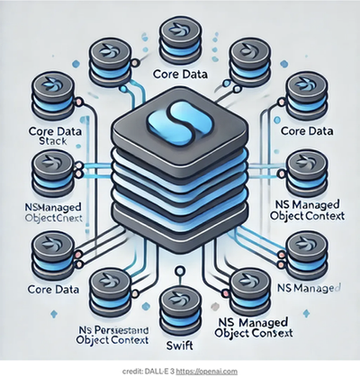 Core Data
Core Data
Stack
Core Data
NSManaged
ObjectCnext
NS Managed
Object Context
Core Data
NS Managed
NS Persestand
Object Context
Swift
NS Managed
Object Consext
credit: DALL-E 3 https://openai.com